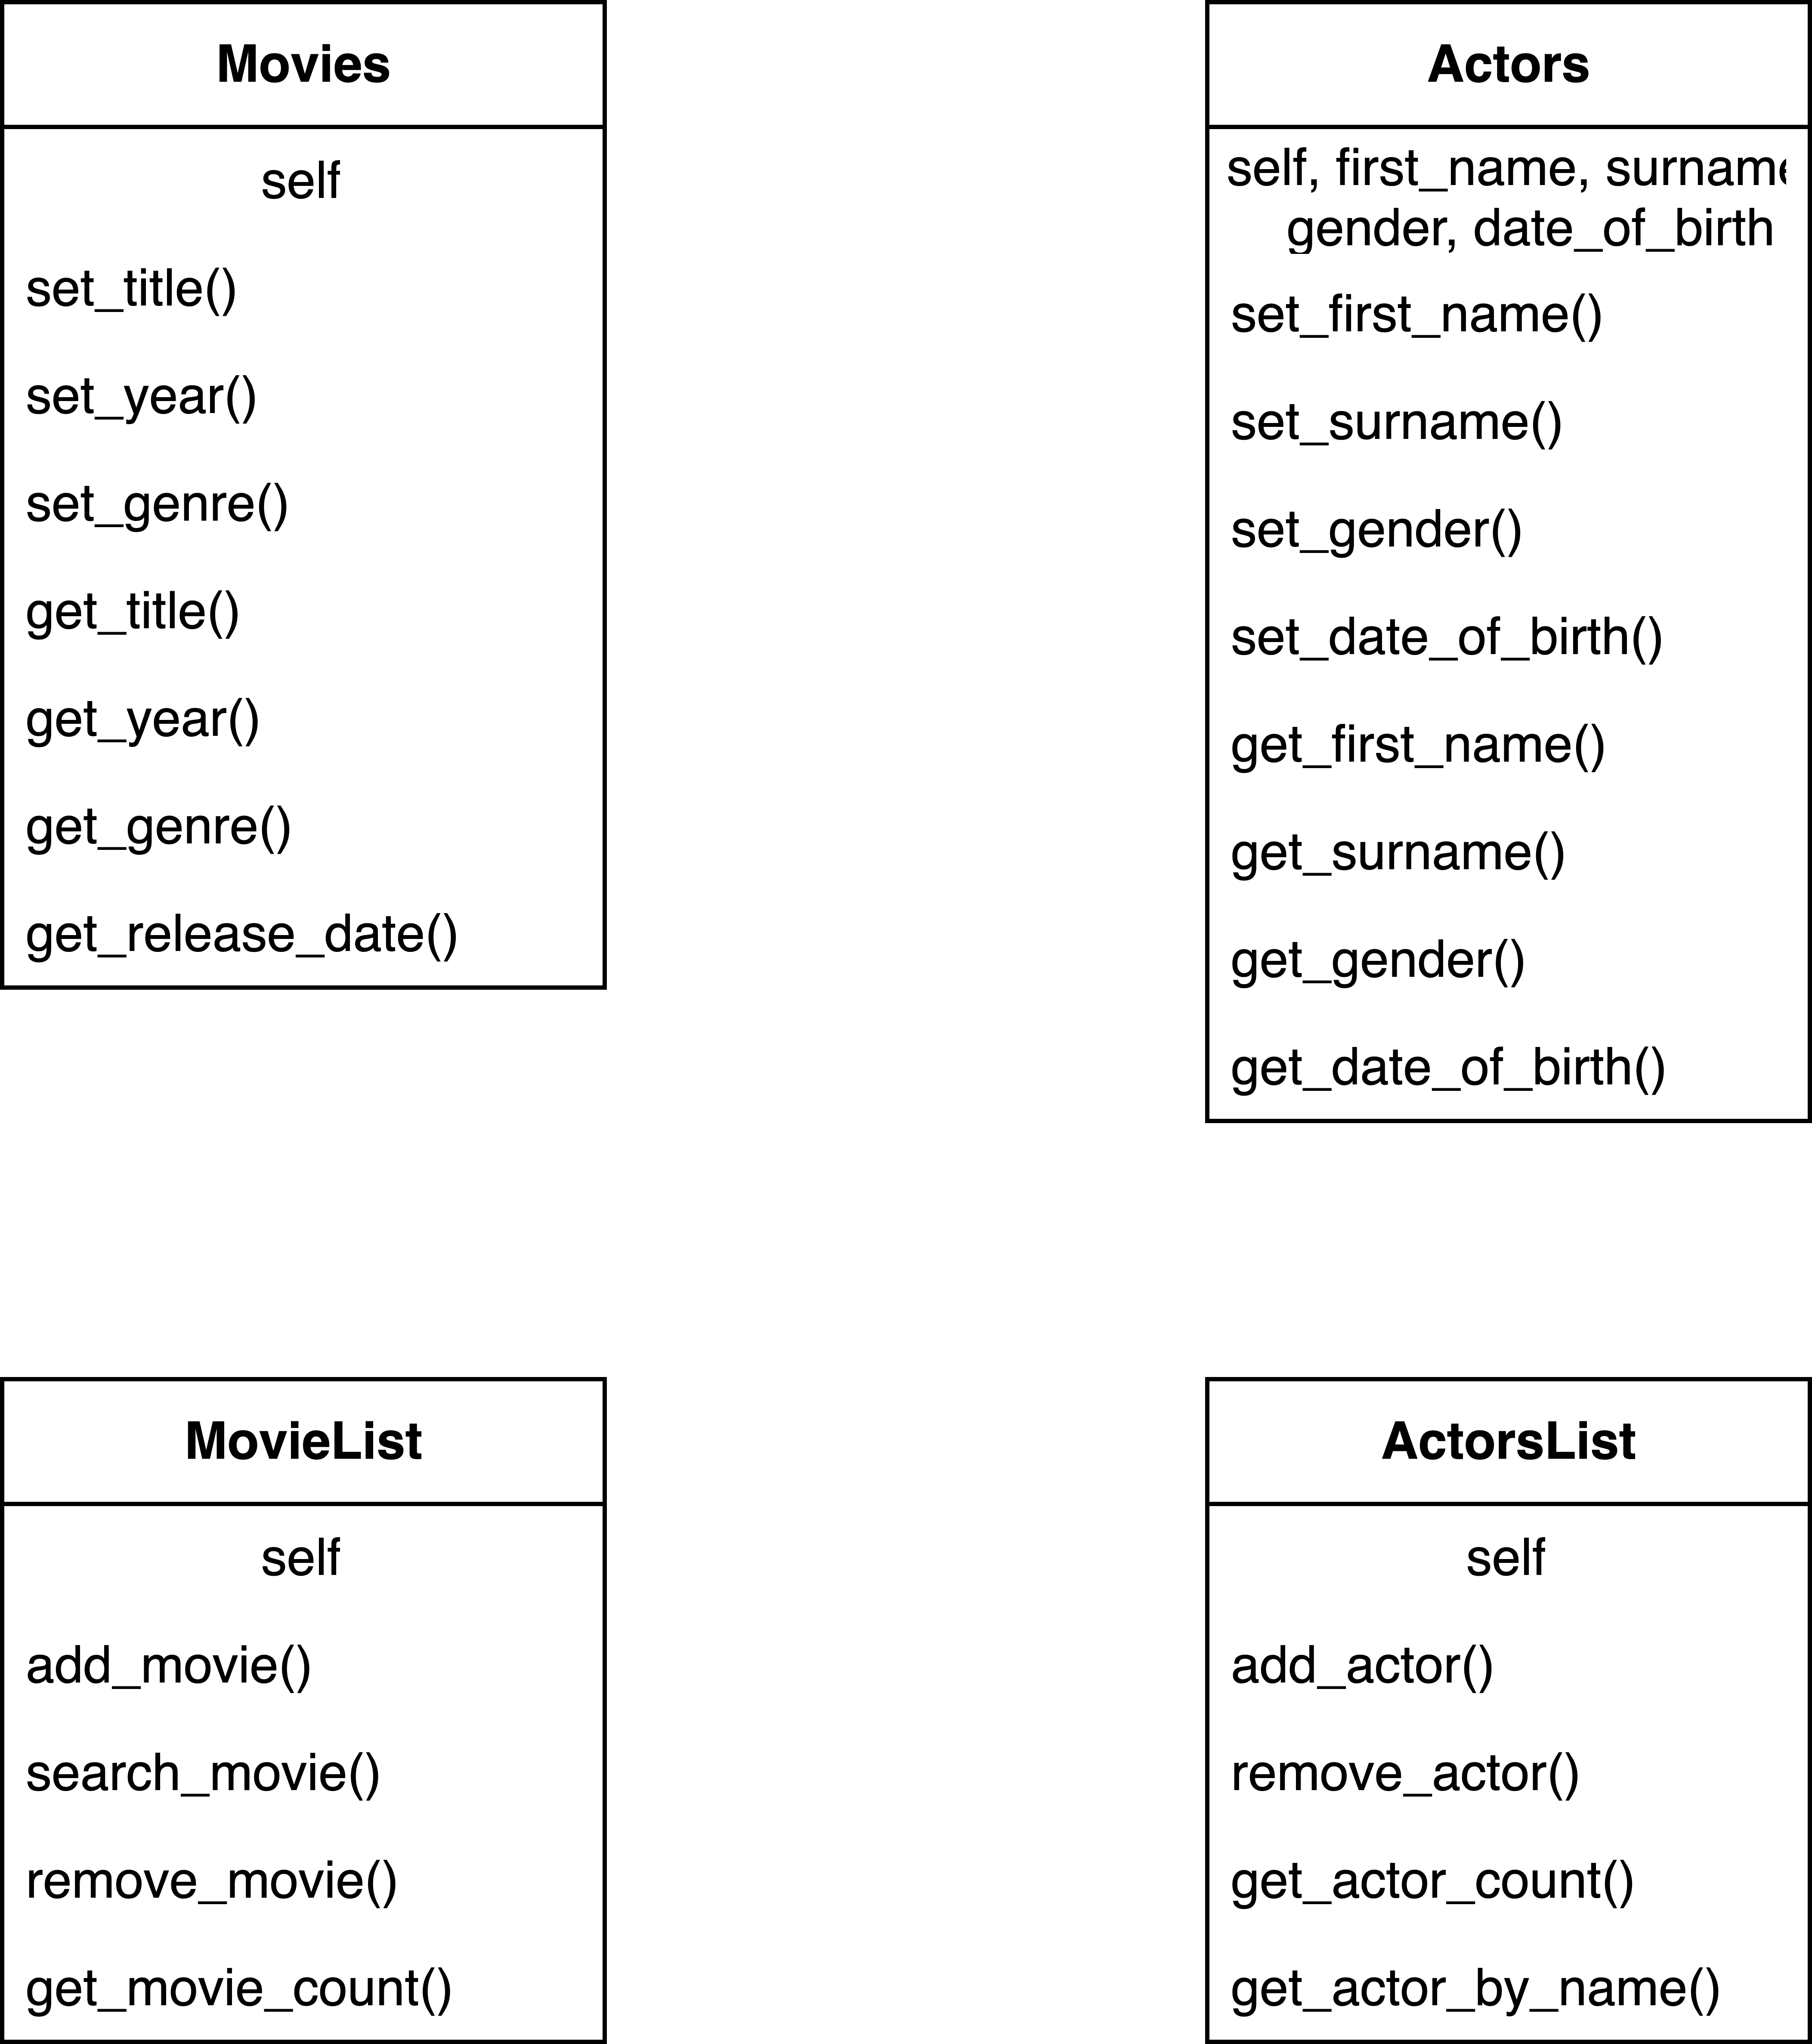 Movies
self
set_title()
set_year()
set_genre()
get_title()
get_year()
get_genre()
get_release_date()
Actors
self, first_name, surname
gender, date_of_birth
set_first_name()
set_surname()
set_gender()
set_date_of_birth()
get_first_name()
get_surname()
get_gender()
get_date_of_birth()
MovieList
self
add_movie()
search_movie()
remove_movie()
get_movie_count()
ActorsList
self
add_actor()
remove_actor()
get_actor_count()
get_actor_by_name()